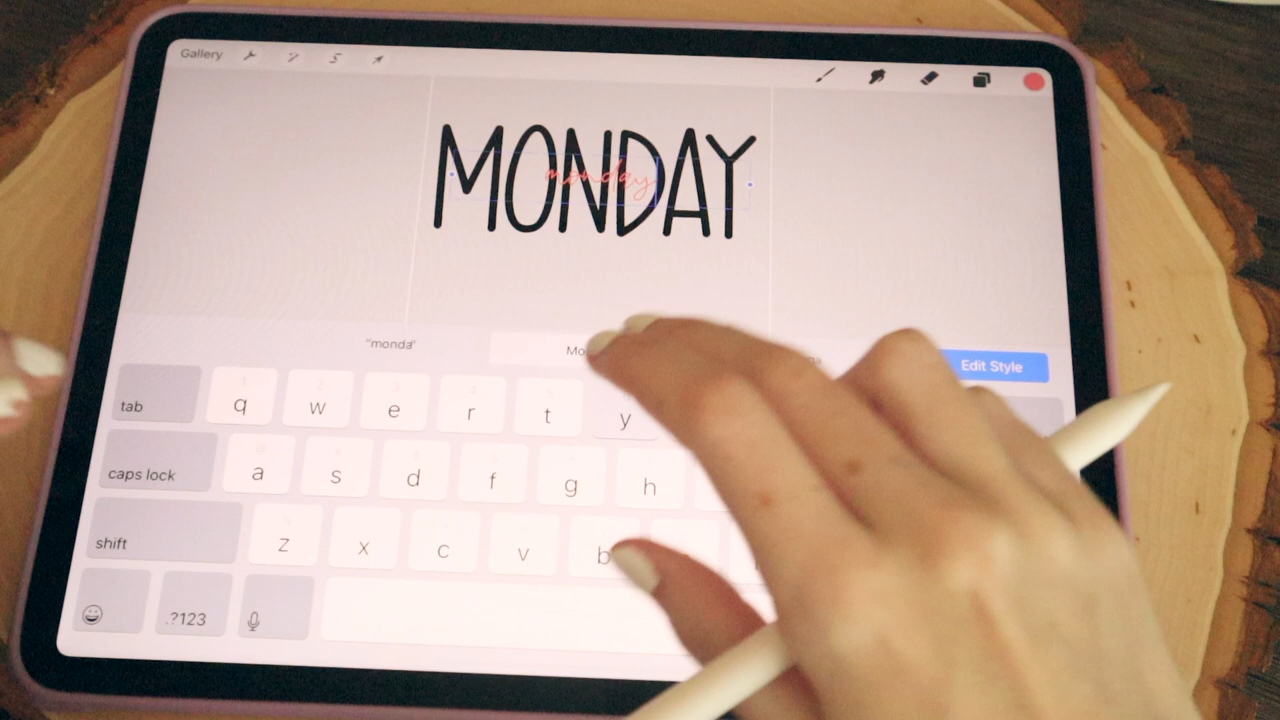 Gallery
MONDAY
monday
"monda"
Edit Style
tab q w e r t y
caps lock a s d f g h
shift z x c v b
.?123